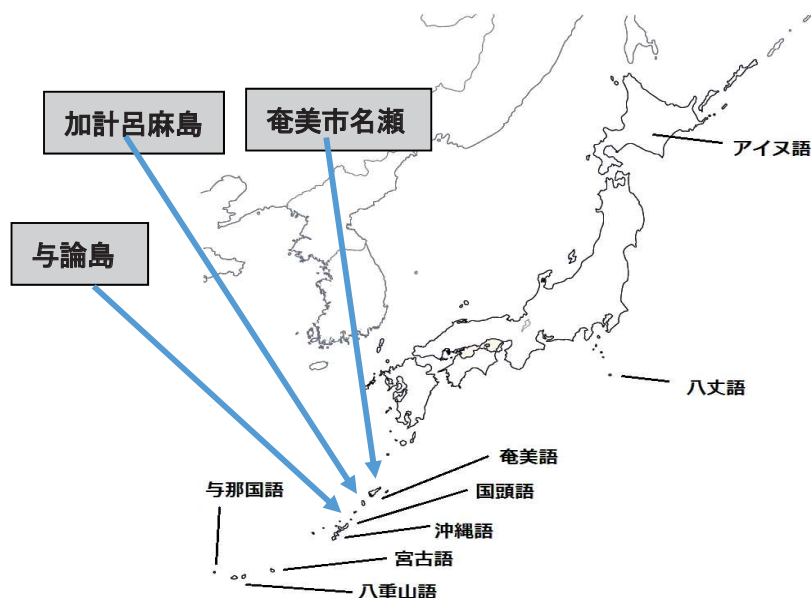 加計呂麻島
奄美市名瀬
与論島
アイヌ語
八丈語
奄美語
国頭語
沖縄語
宮古語
八重山語
与那国語